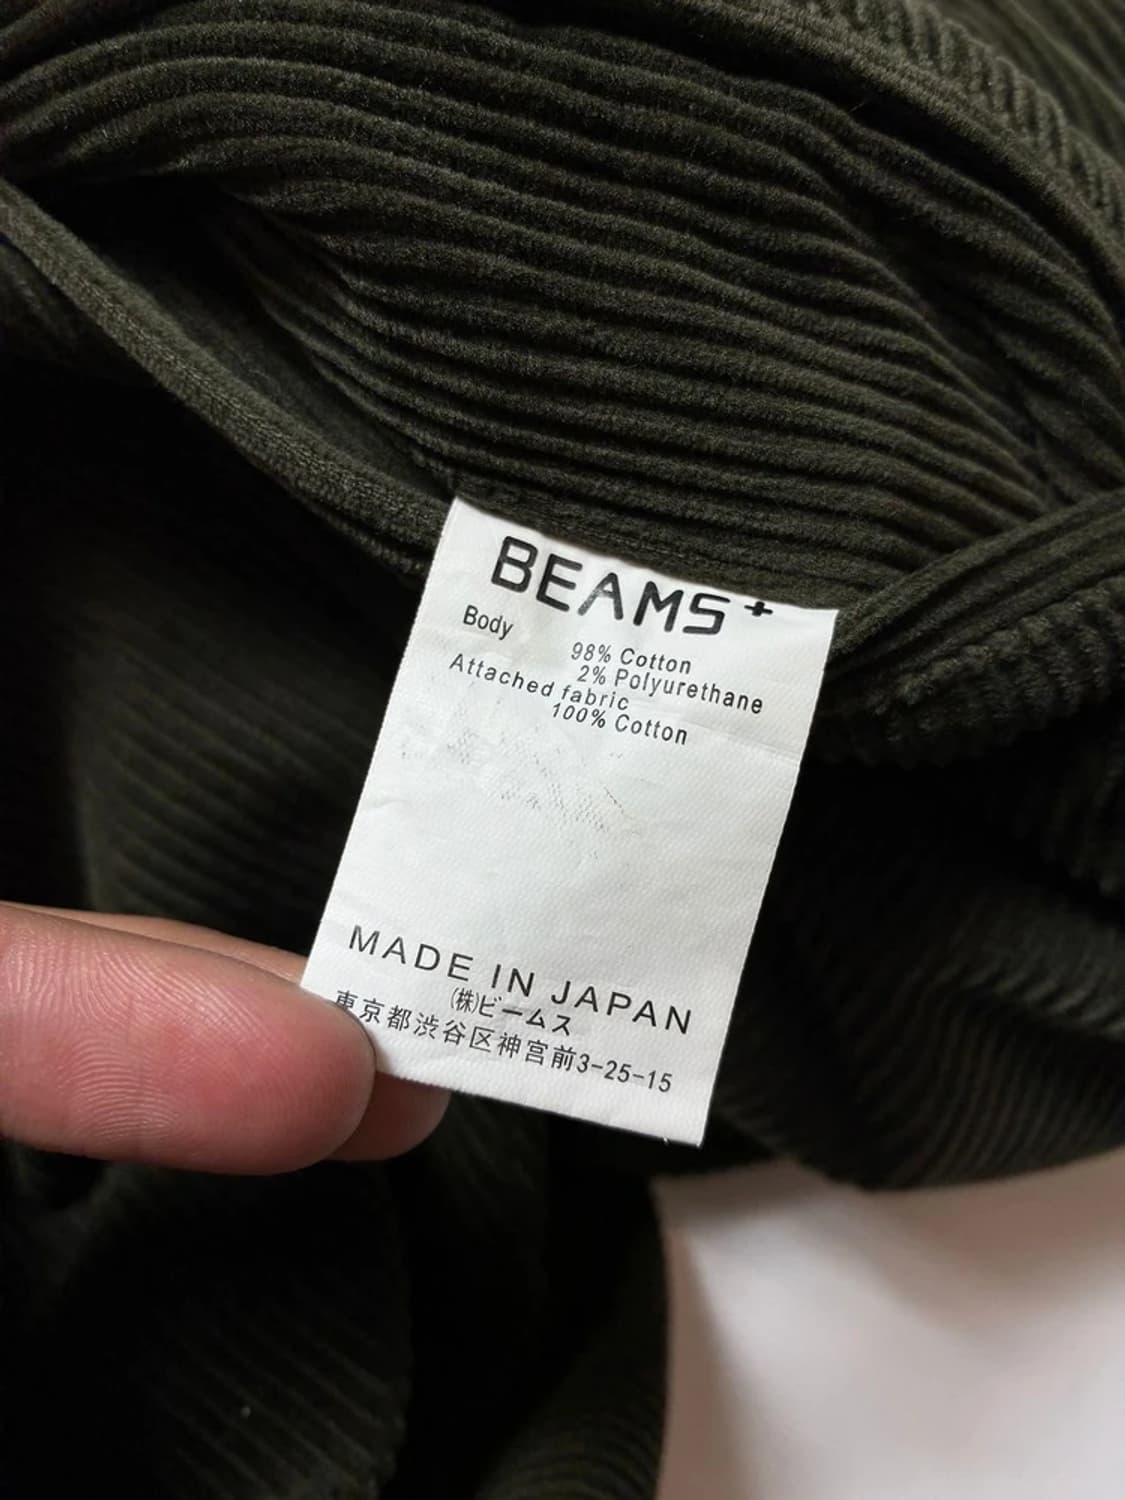 BEAMS+
Body
98% Cotton
2% Polyurethane
Attached fabric
100% Cotton
MADE IN JAPAN
(株)ビームス
東京都渋谷区神宮前3-25-15